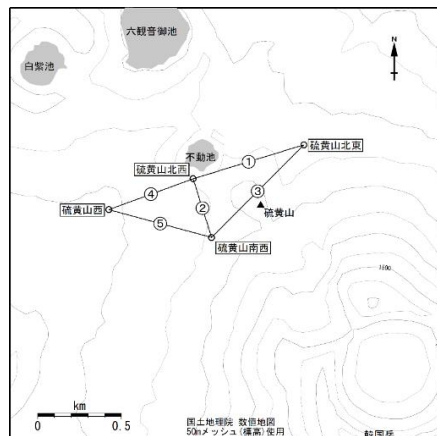 六観音御池
白紫池
N
不動池
硫黄山北西
①
硫黄山北東
④
③
硫黄山西
②
硫黄山
⑤
硫黄山南西
km
0
0.5
国土地理院 数値地図
50mメッシュ(標高)使用
韓国岳